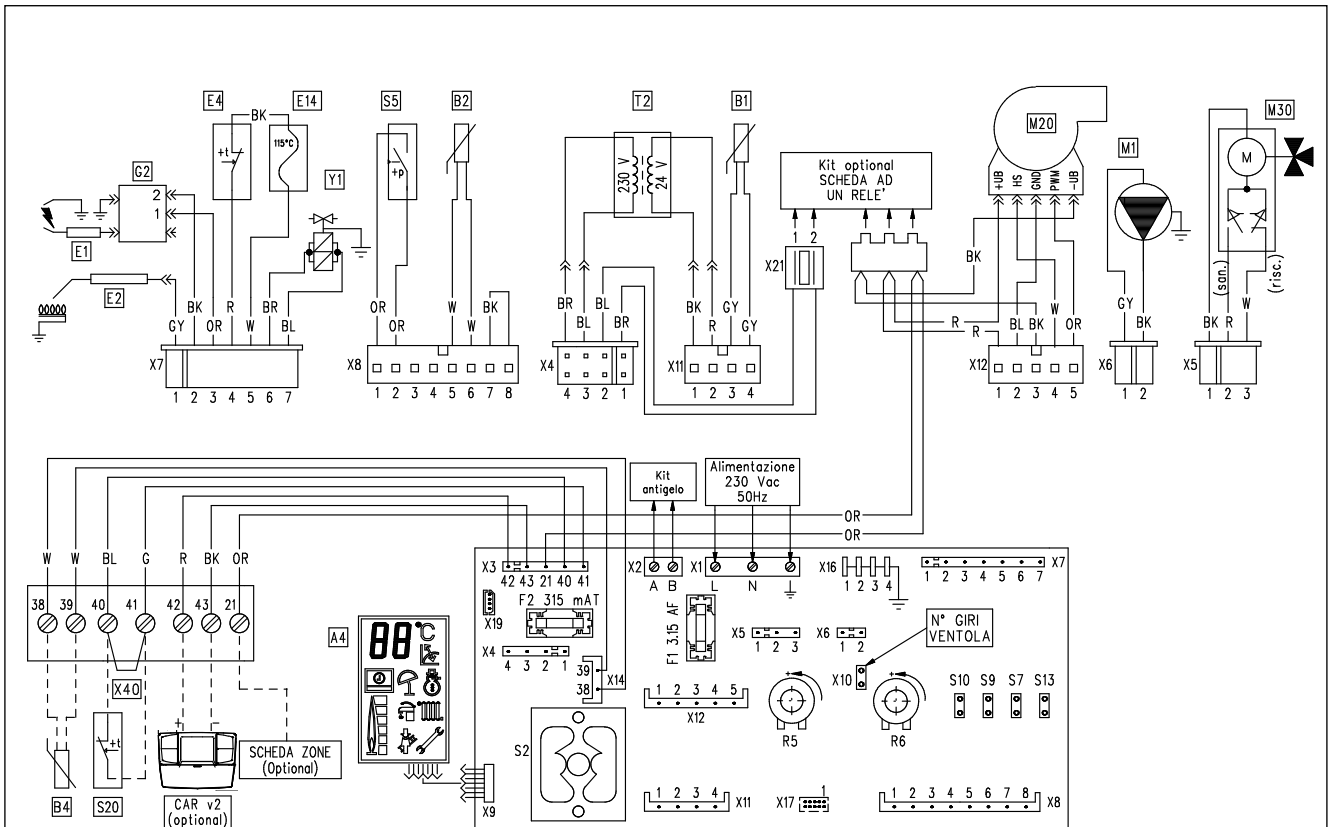 E4 E14 S5 B2 T2 B1 M20 M1 M30
BK
115°C
+t
+p
230 V
24 V
Kit optional
SCHEDA AD
UN RELE'
+UB HS GND PWM -UB
M
G2
2
1
Y1
E1
E2
1 2
X21
BK
(san.)
(risc.)
GY BK OR R W BR BL
OR OR W W BK
BR BL BL BR
BK R GY GY
R R BL BK W OR
GY BK
BK R W
X7
1 2 3 4 5 6 7
X8
1 2 3 4 5 6 7 8
X4
4 3 2 1
X11
1 2 3 4
X12
1 2 3 4 5
X6
1 2
X5
1 2 3
Kit
antigelo
Alimentazione
230 Vac
50Hz
OR
OR
W W BL G R BK OR
38 39 40 41 42 43 21
X40
B4
S20
+t
+ -
CAR v2
(optional)
SCHEDA ZONE
(Optional)
A4
88°C
X3
42 43 21 40 41
X19
F2 315 mAT
X4
4 3 2 1
39
38
X14
X2
A B
X1
L N
F1 3.15 AF
X16
1 2 3 4
X7
1 2 3 4 5 6 7
X5
1 2 3
X6
1 2
N° GIRI
VENTOLA
X10
1 2 3 4 5
X12
+
R5
+
R6
S10 S9 S7 S13
S2
X9
1 2 3 4
X11
X17
1
1 2 3 4 5 6 7 8
X8